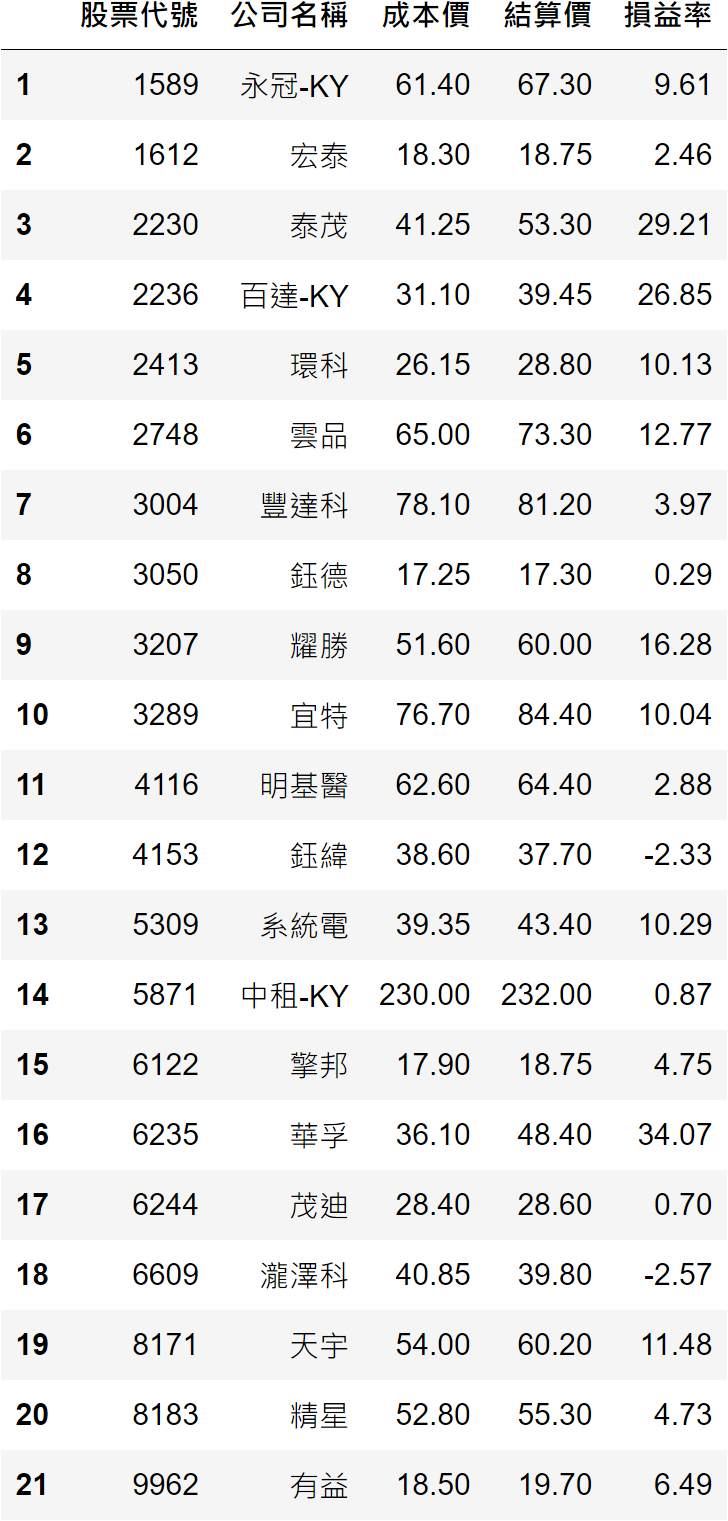 股票代號 公司名稱 成本價 結算價 損益率
1 1589 永冠-KY 61.40 67.30 9.61
2 1612 宏泰 18.30 18.75 2.46
3 2230 泰茂 41.25 53.30 29.21
4 2236 百達-KY 31.10 39.45 26.85
5 2413 環科 26.15 28.80 10.13
6 2748 雲品 65.00 73.30 12.77
7 3004 豐達科 78.10 81.20 3.97
8 3050 鈺德 17.25 17.30 0.29
9 3207 耀勝 51.60 60.00 16.28
10 3289 宜特 76.70 84.40 10.04
11 4116 明基醫 62.60 64.40 2.88
12 4153 鈺緯 38.60 37.70 -2.33
13 5309 系統電 39.35 43.40 10.29
14 5871 中租-KY 230.00 232.00 0.87
15 6122 擎邦 17.90 18.75 4.75
16 6235 華孚 36.10 48.40 34.07
17 6244 茂迪 28.40 28.60 0.70
18 6609 瀧澤科 40.85 39.80 -2.57
19 8171 天宇 54.00 60.20 11.48
20 8183 精星 52.80 55.30 4.73
21 9962 有益 18.50 19.70 6.49